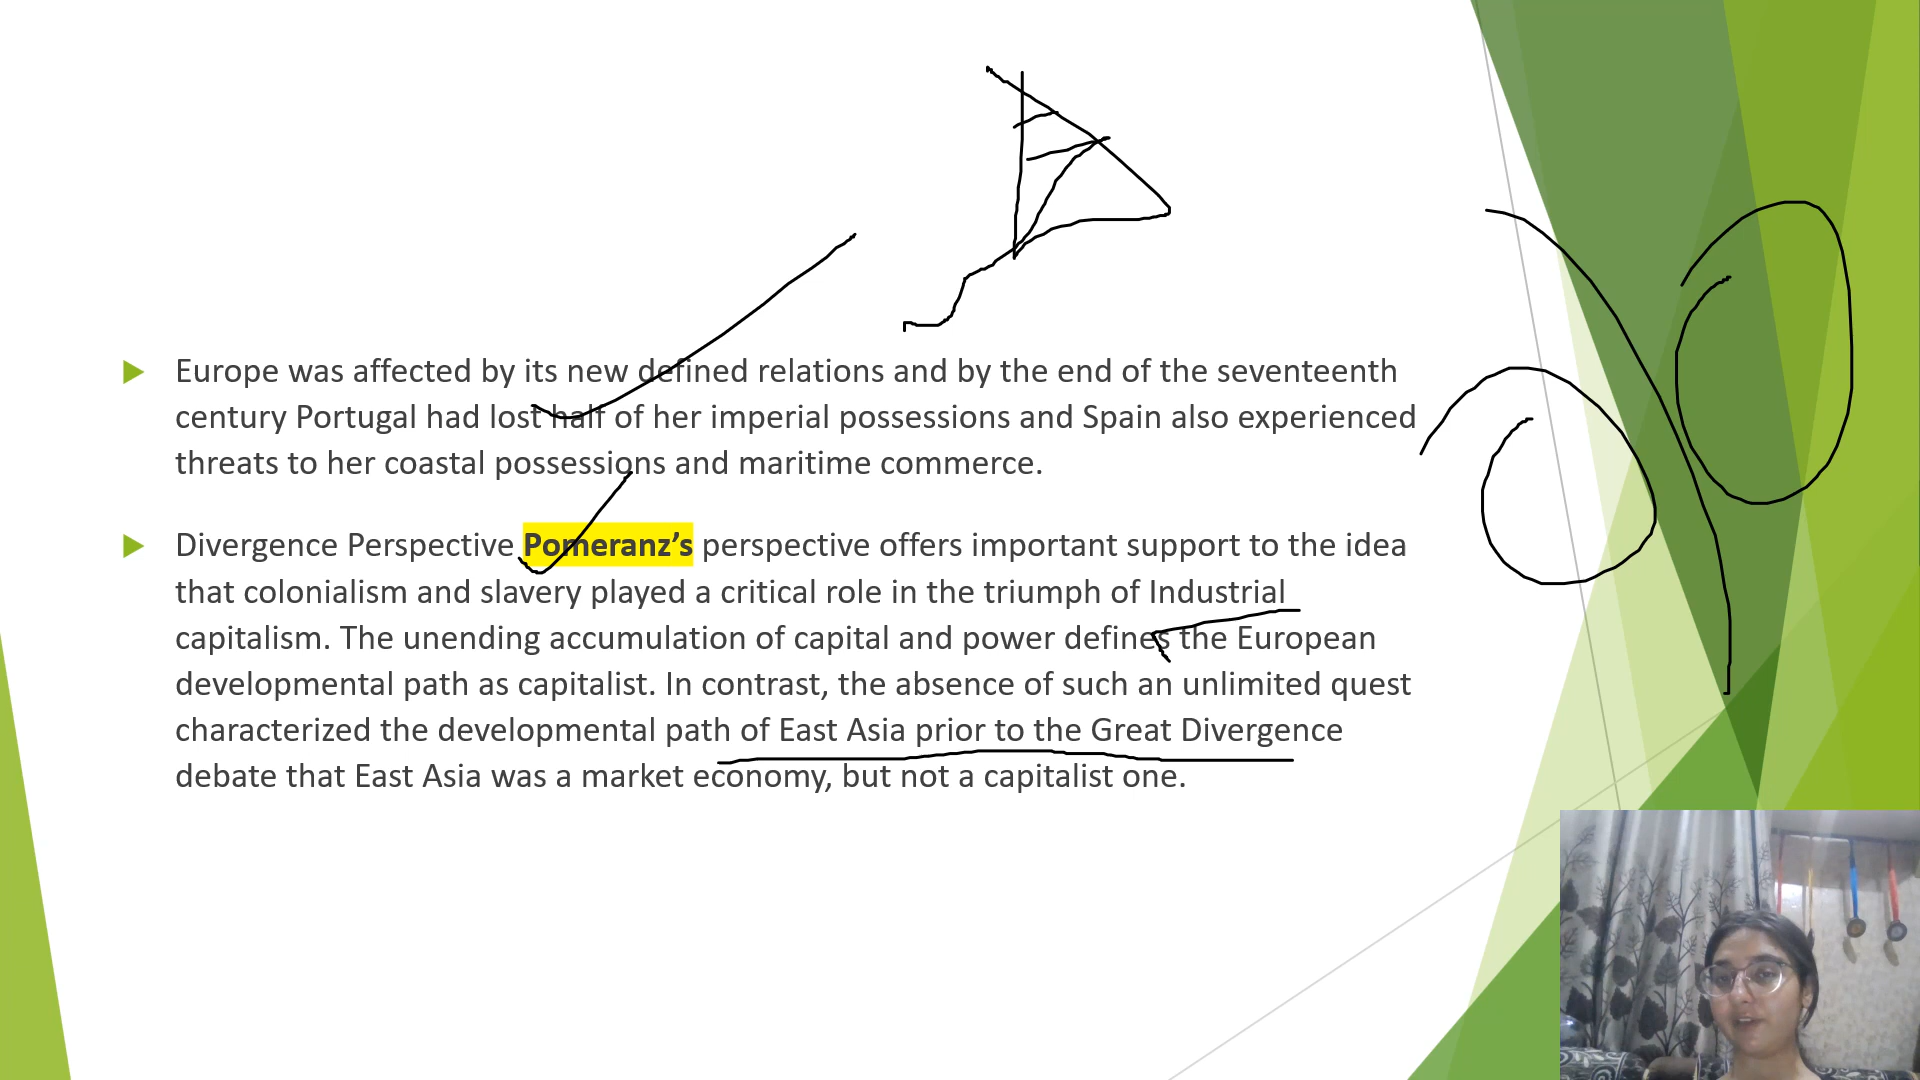 Europe was affected by its new defined relations and by the end of the seventeenth
century Portugal had lost half of her imperial possessions and Spain also experienced
threats to her coastal possessions and maritime commerce.
Divergence Perspective Pomeranz’s perspective offers important support to the idea
that colonialism and slavery played a critical role in the triumph of Industrial
capitalism. The unending accumulation of capital and power defines the European
developmental path as capitalist. In contrast, the absence of such an unlimited quest
characterized the developmental path of East Asia prior to the Great Divergence
debate that East Asia was a market economy, but not a capitalist one.